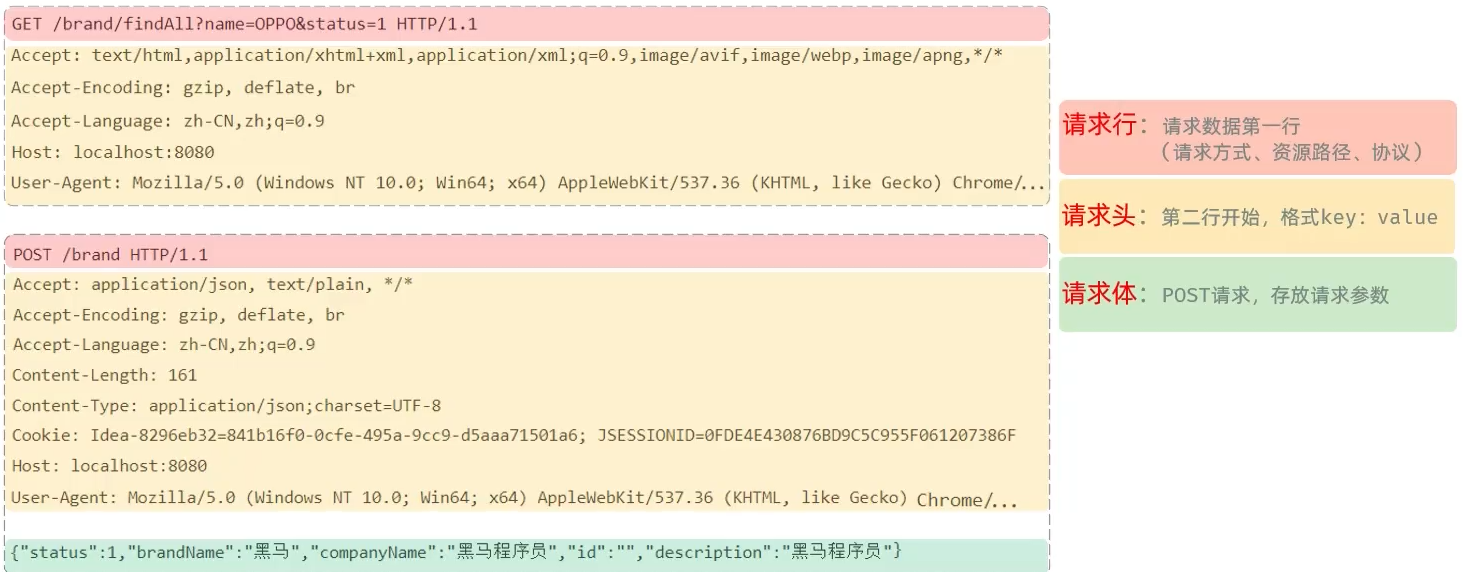 GET /brand/findAll?name=OPPO&status=1 HTTP/1.1
Accept: text/html,application/xhtml+xml,application/xml;q=0.9,image/avif,image/webp,image/apng,*/*
Accept-Encoding: gzip, deflate, br
Accept-Language: zh-CN,zh;q=0.9
Host: localhost:8080
User-Agent: Mozilla/5.0 (Windows NT 10.0; Win64; x64) AppleWebKit/537.36 (KHTML, like Gecko) Chrome/...
POST /brand HTTP/1.1
Accept: application/json, text/plain, */*
Accept-Encoding: gzip, deflate, br
Accept-Language: zh-CN,zh;q=0.9
Content-Length: 161
Content-Type: application/json;charset=UTF-8
Cookie: Idea-8296eb32=841b16f0-0cfe-495a-9cc9-d5aaa71501a6; JSESSIONID=0FDE4E430876BD9C5C955F061207386F
Host: localhost:8080
User-Agent: Mozilla/5.0 (Windows NT 10.0; Win64; x64) AppleWebKit/537.36 (KHTML, like Gecko) Chrome/...
{"status":1,"brandName":"黑马","companyName":"黑马程序员","id":"","description":"黑马程序员"}
请求行：请求数据第一行
（请求方式、资源路径、协议）
请求头：第二行开始，格式key: value
请求体：POST请求，存放请求参数